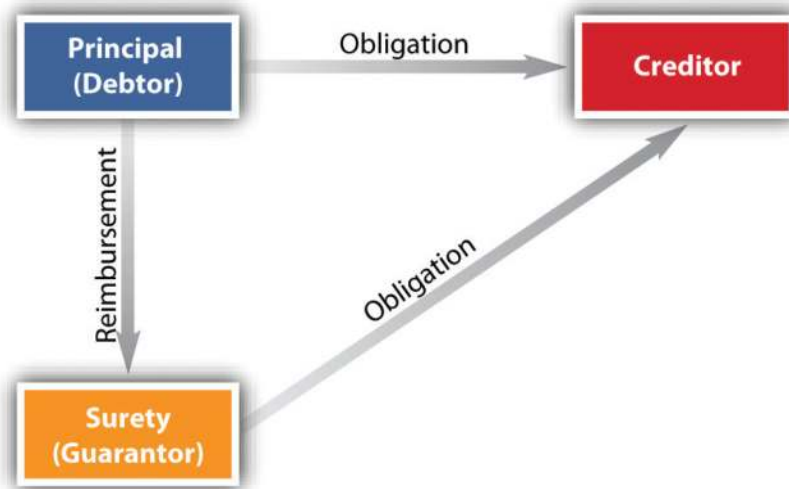 Principal
(Debtor)
Obligation
Creditor
Reimbursement
Obligation
Surety
(Guarantor)